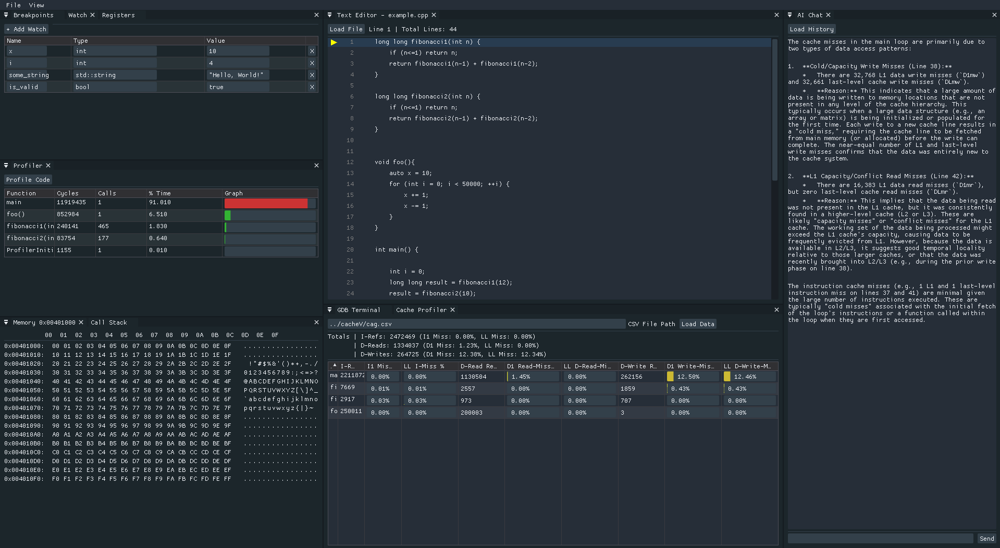 File View
Breakpoints Watch Registers
+ Add Watch
Name Type Value
x int 10 X
i int 4 X
some_string std::string "Hello, World!" X
is_valid bool true X
Profiler
Profile Code
Function Cycles Calls % Time Graph
main 11919435 1 91.010
foo() 852984 1 6.510
fibonacci1(in 240141 465 1.830
fibonacci2(in 83754 177 0.640
ProfilerIniti 1155 1 0.010
Memory 0x00401000 Call Stack
00 01 02 03 04 05 06 07 08 09 0A 0B 0C 0D 0E 0F
0x00401000: 00 01 02 03 04 05 06 07 08 09 0A 0B 0C 0D 0E 0F ................
0x00401010: 10 11 12 13 14 15 16 17 18 19 1A 1B 1C 1D 1E 1F ................
0x00401020: 20 21 22 23 24 25 26 27 28 29 2A 2B 2C 2D 2E 2F !"#$%&'()*+,-./
0x00401030: 30 31 32 33 34 35 36 37 38 39 3A 3B 3C 3D 3E 3F 0123456789:;<=>?
0x00401040: 40 41 42 43 44 45 46 47 48 49 4A 4B 4C 4D 4E 4F @ABCDEFGHIJKLMNO
0x00401050: 50 51 52 53 54 55 56 57 58 59 5A 5B 5C 5D 5E 5F PQRSTUVWXYZ[\]^_
0x00401060: 60 61 62 63 64 65 66 67 68 69 6A 6B 6C 6D 6E 6F `abcdefghijklmno
0x00401070: 70 71 72 73 74 75 76 77 78 79 7A 7B 7C 7D 7E 7F pqrstuvwxyz{|}~
0x00401080: 80 81 82 83 84 85 86 87 88 89 8A 8B 8C 8D 8E 8F ................
0x00401090: 90 91 92 93 94 95 96 97 98 99 9A 9B 9C 9D 9E 9F ................
0x004010A0: A0 A1 A2 A3 A4 A5 A6 A7 A8 A9 AA AB AC AD AE AF ................
0x004010B0: B0 B1 B2 B3 B4 B5 B6 B7 B8 B9 BA BB BC BD BE BF ................
0x004010C0: C0 C1 C2 C3 C4 C5 C6 C7 C8 C9 CA CB CC CD CE CF ................
0x004010D0: D0 D1 D2 D3 D4 D5 D6 D7 D8 D9 DA DB DC DD DE DF ................
0x004010E0: E0 E1 E2 E3 E4 E5 E6 E7 E8 E9 EA EB EC ED EE EF ................
0x004010F0: F0 F1 F2 F3 F4 F5 F6 F7 F8 F9 FA FB FC FD FE FF ................
Text Editor - example.cpp
Load File Line 1 | Total Lines: 44
1 long long fibonacci1(int n) {
2 if (n<=1) return n;
3 return fibonacci1(n-1) + fibonacci1(n-2);
4 }
5
6 long long fibonacci2(int n) {
7 if (n<=1) return n;
8 return fibonacci2(n-1) + fibonacci2(n-2);
9 }
10
11
12 void foo(){
13 auto x = 10;
14 for (int i = 0; i < 50000; ++i) {
15 x += 1;
16 x -= 1;
17 }
18 }
19
20 int main() {
21
22 int i = 0;
23 long long result = fibonacci1(12);
24 result = fibonacci2(10);
GDB Terminal Cache Profiler
../cacheV/cag.csv CSV File Path Load Data
Totals | I-Refs: 2472469 (I1 Miss: 0.00%, LL Miss: 0.00%)
| D-Reads: 1334037 (D1 Miss: 1.23%, LL Miss: 0.00%)
| D-Writes: 264725 (D1 Miss: 12.38%, LL Miss: 12.34%)
I-R… I1 Mis… LL I-Miss % D-Read Re… D1 Read-Miss… LL D-Read-Mi… D-Write R… D1 Write-Mis… LL D-Write-M…
ma 2211872 0.00% 0.00% 1130504 1.45% 0.00% 262156 12.50% 12.46%
fi 7669 0.01% 0.01% 2557 0.00% 0.00% 1859 0.43% 0.43%
fi 2917 0.03% 0.03% 973 0.00% 0.00% 707 0.00% 0.00%
fo 250011 0.00% 0.00% 200003 0.00% 0.00% 3 0.00% 0.00%
AI Chat
Load History
The cache misses in the main loop are primarily due to
two types of data access patterns:
1. **Cold/Capacity Write Misses (Line 38):**
* There are 32,768 L1 data write misses (`D1mw`)
and 32,661 last-level cache write misses (`DLmw`).
* **Reason:** This indicates that a large amount of
data is being written to memory locations that are not
present in any level of the cache hierarchy. This
typically occurs when a large data structure (e.g., an
array or matrix) is being initialized or populated for
the first time. Each write to a new cache line results in
a "cold miss," requiring the cache line to be fetched
from main memory (or allocated) before the write can
complete. The near-equal number of L1 and last-level
write misses confirms that the data was entirely new to
the cache system.
2. **L1 Capacity/Conflict Read Misses (Line 42):**
* There are 16,383 L1 data read misses (`D1mr`),
but zero last-level cache read misses (`DLmr`).
* **Reason:** This implies that the data being read
was not present in the L1 cache, but it was consistently
found in a higher-level cache (L2 or L3). These are
likely "capacity misses" or "conflict misses" for the L1
cache. The working set of the data being processed might
exceed the L1 cache's capacity, causing data to be
frequently evicted from L1. However, because the data is
available in L2/L3, it suggests good temporal locality
relative to those larger caches, or that the data was
recently brought into L2/L3 (e.g., during the prior write
phase on line 38).
The instruction cache misses (e.g., 1 L1 and 1 last-level
instruction miss on lines 37 and 41) are minimal given
the large number of instructions executed. These are
typically "cold misses" associated with the initial fetch
of the loop's instructions or a function called within
the loop when they are first accessed.
Send